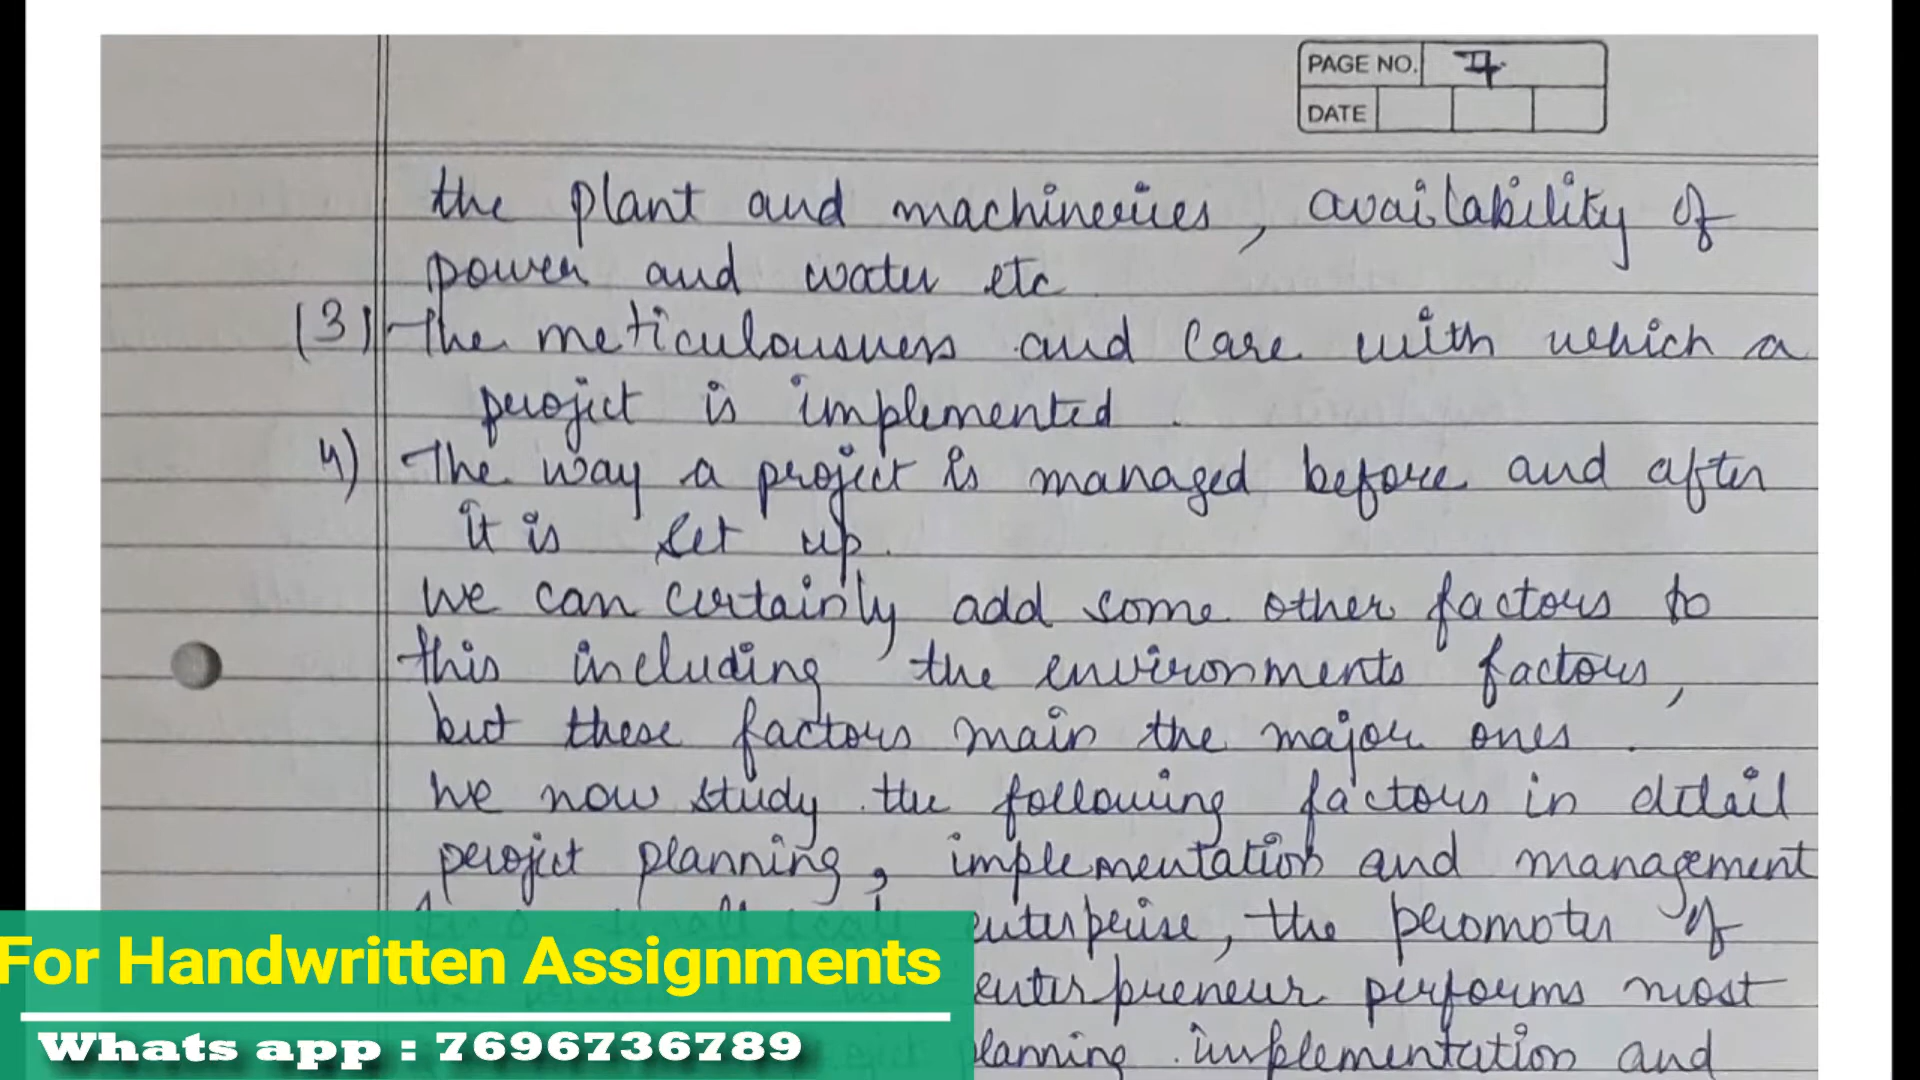 PAGE NO. 7
DATE
the plant and machineries, availability of
power and water etc
(3) The meticulousness and care with which a
project is implemented.
4) The way a project is managed before and after
it is set up.
We can certainly add some other factors to
this including the environments factors,
but these factors main the major ones.
We now study the following factors in detail
project planning, implementation and management
small scale enterprise, the promoter of
enterpreneur performs most
planning implementation and
For Handwritten Assignments
Whats app : 7696736789